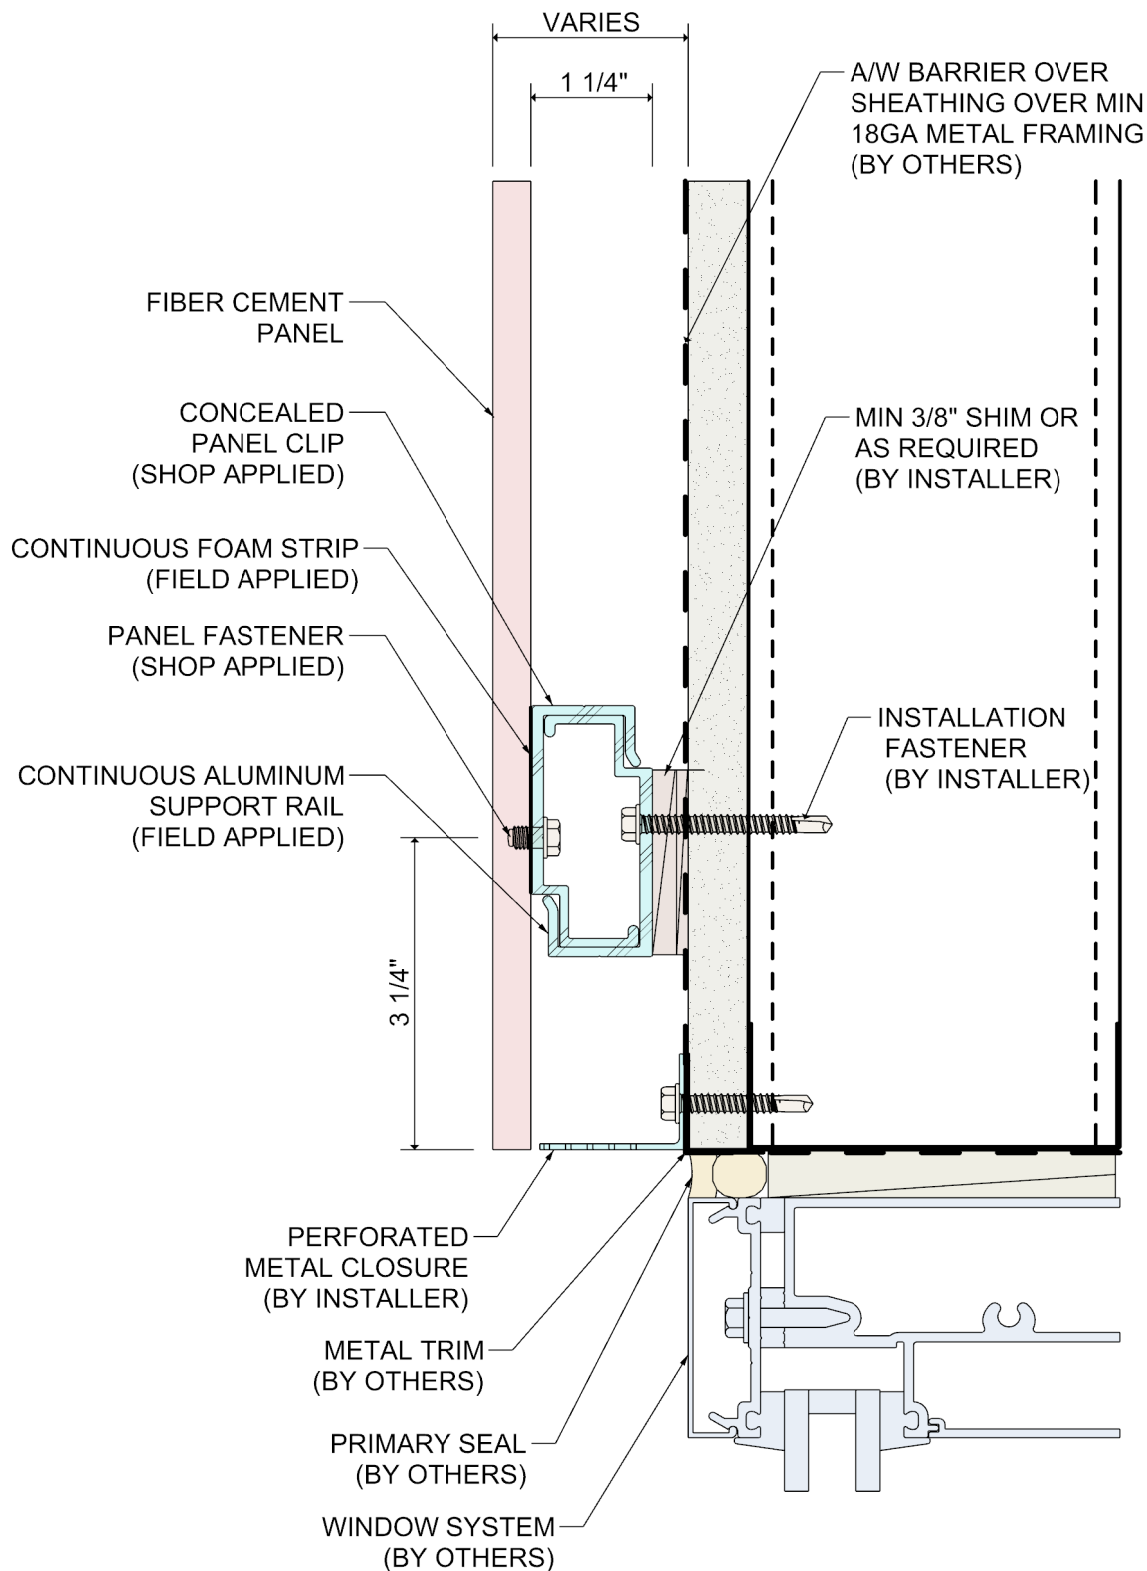 VARIES
1 1/4"
A/W BARRIER OVER
SHEATHING OVER MIN
18GA METAL FRAMING
(BY OTHERS)
FIBER CEMENT
PANEL
CONCEALED
PANEL CLIP
(SHOP APPLIED)
MIN 3/8" SHIM OR
AS REQUIRED
(BY INSTALLER)
CONTINUOUS FOAM STRIP
(FIELD APPLIED)
PANEL FASTENER
(SHOP APPLIED)
INSTALLATION
FASTENER
(BY INSTALLER)
CONTINUOUS ALUMINUM
SUPPORT RAIL
(FIELD APPLIED)
3 1/4"
PERFORATED
METAL CLOSURE
(BY INSTALLER)
METAL TRIM
(BY OTHERS)
PRIMARY SEAL
(BY OTHERS)
WINDOW SYSTEM
(BY OTHERS)